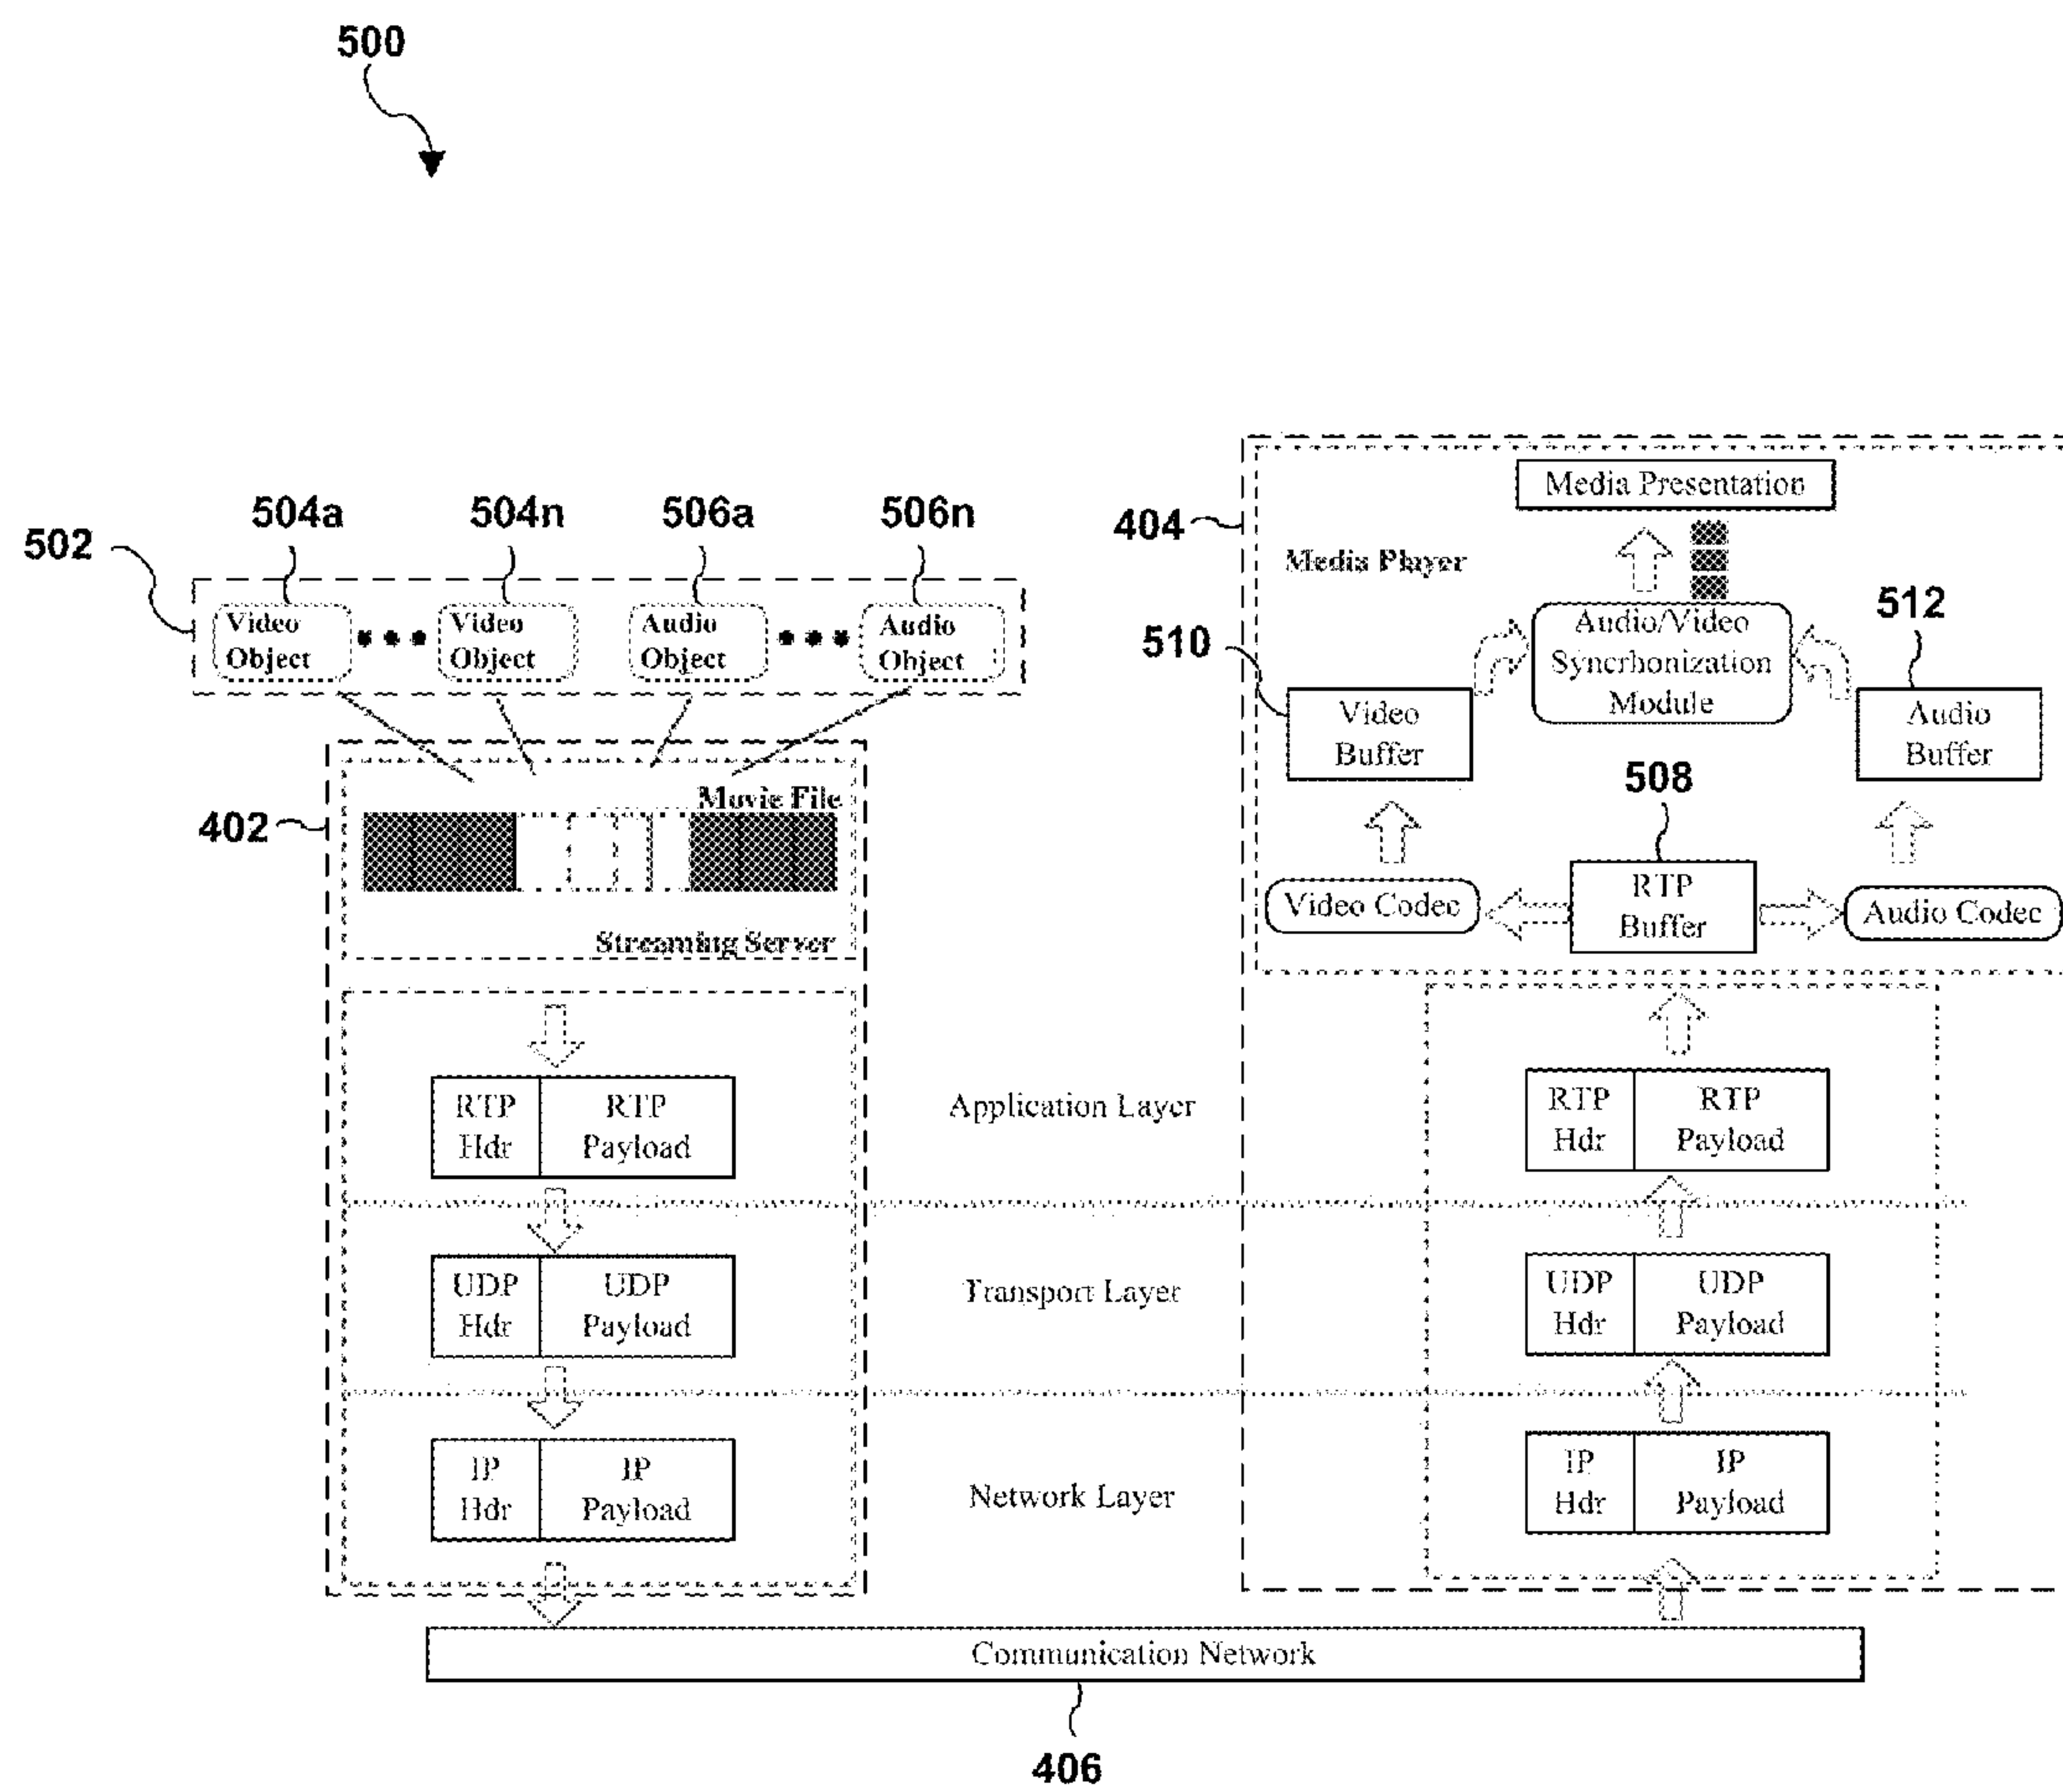 500
504a
504n
506a
506n
502
Video
Object
Video
Object
Audio
Object
Audio
Object
402
Movie File
Streaming Server
RTP
Hdr
RTP
Payload
UDP
Hdr
UDP
Payload
IP
Hdr
IP
Payload
Application Layer
Transport Layer
Network Layer
404
Media Presentation
Media Player
Audio/Video
Syncrhonization
Module
510
512
Video
Buffer
Audio
Buffer
508
Video Codec
RTP
Buffer
Audio Codec
RTP
Hdr
RTP
Payload
UDP
Hdr
UDP
Payload
IP
Hdr
IP
Payload
Communication Network
406